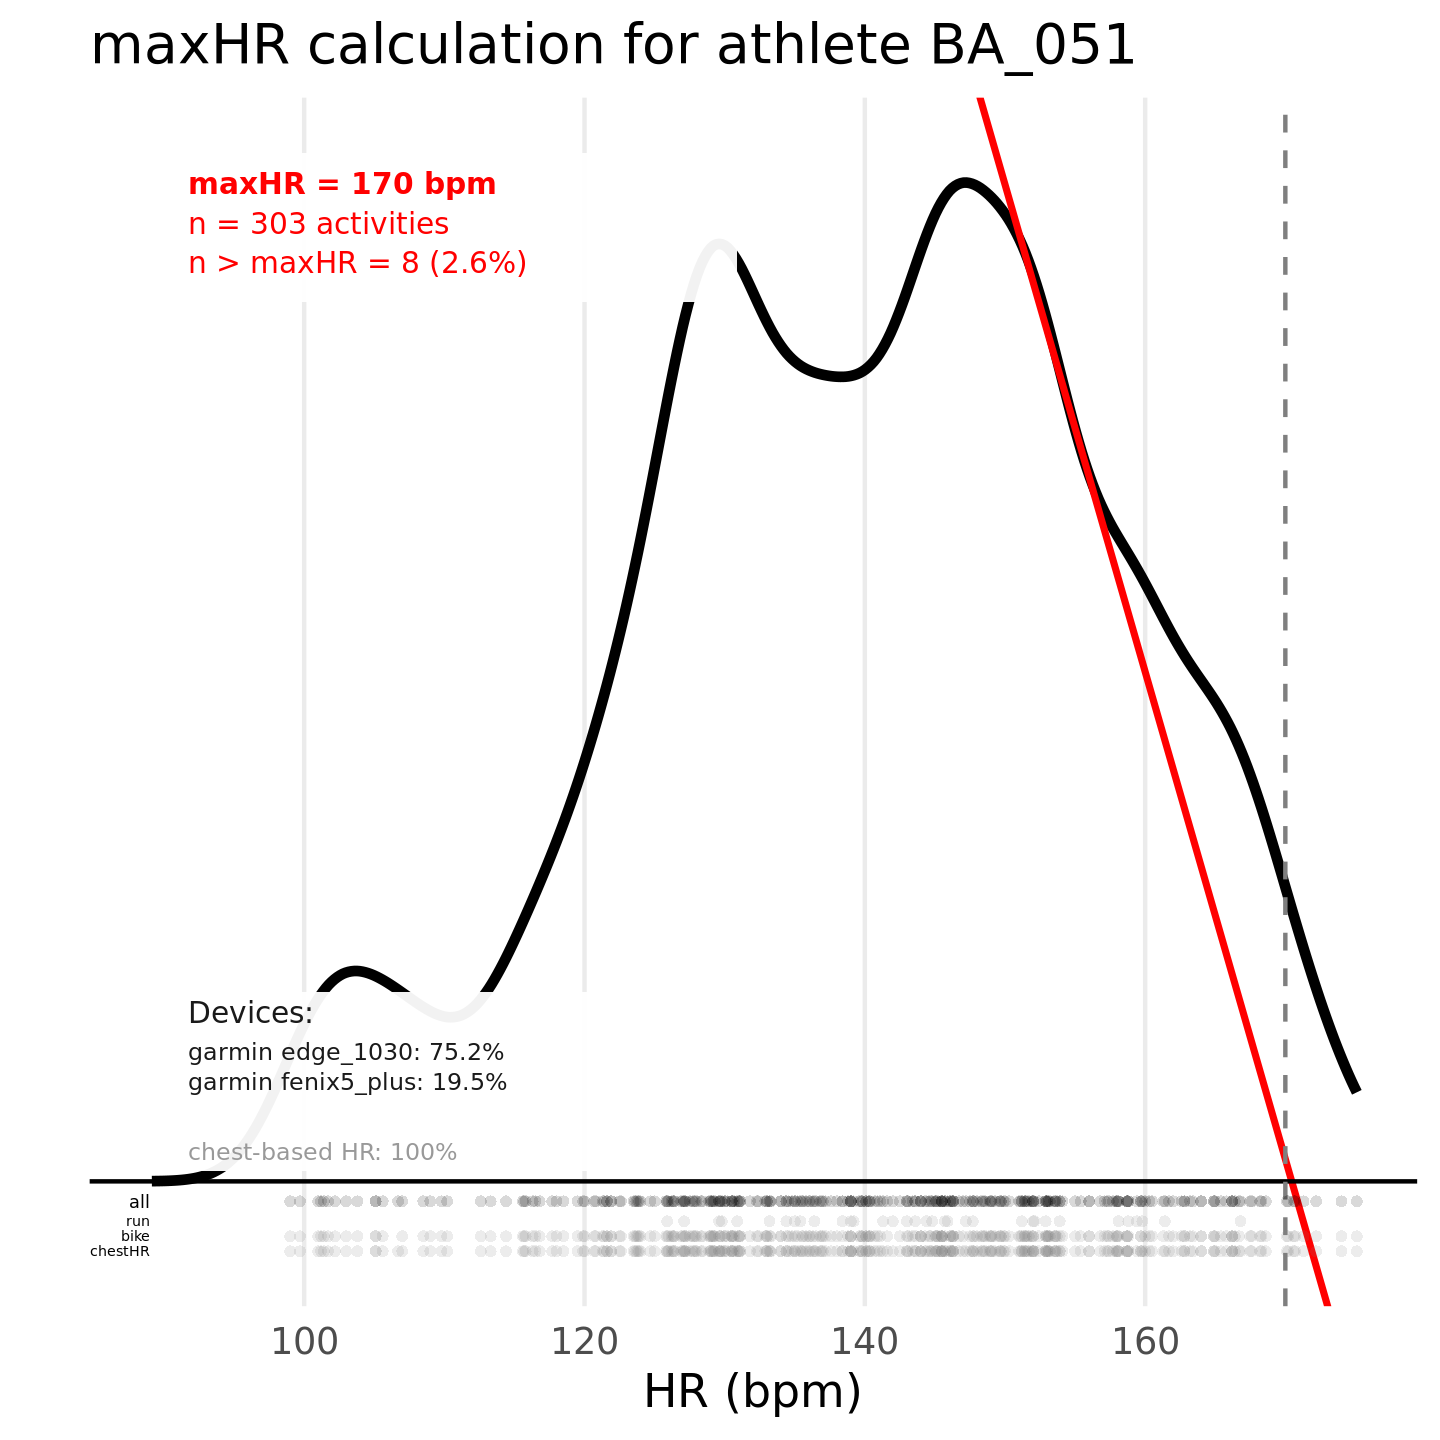 maxHR calculation for athlete BA_051
maxHR = 170 bpm
n = 303 activities
n > maxHR = 8 (2.6%)
Devices:
garmin edge_1030: 75.2%
garmin fenix5_plus: 19.5%
chest-based HR: 100%
all
run
bike
chestHR
100 120 140 160
HR (bpm)